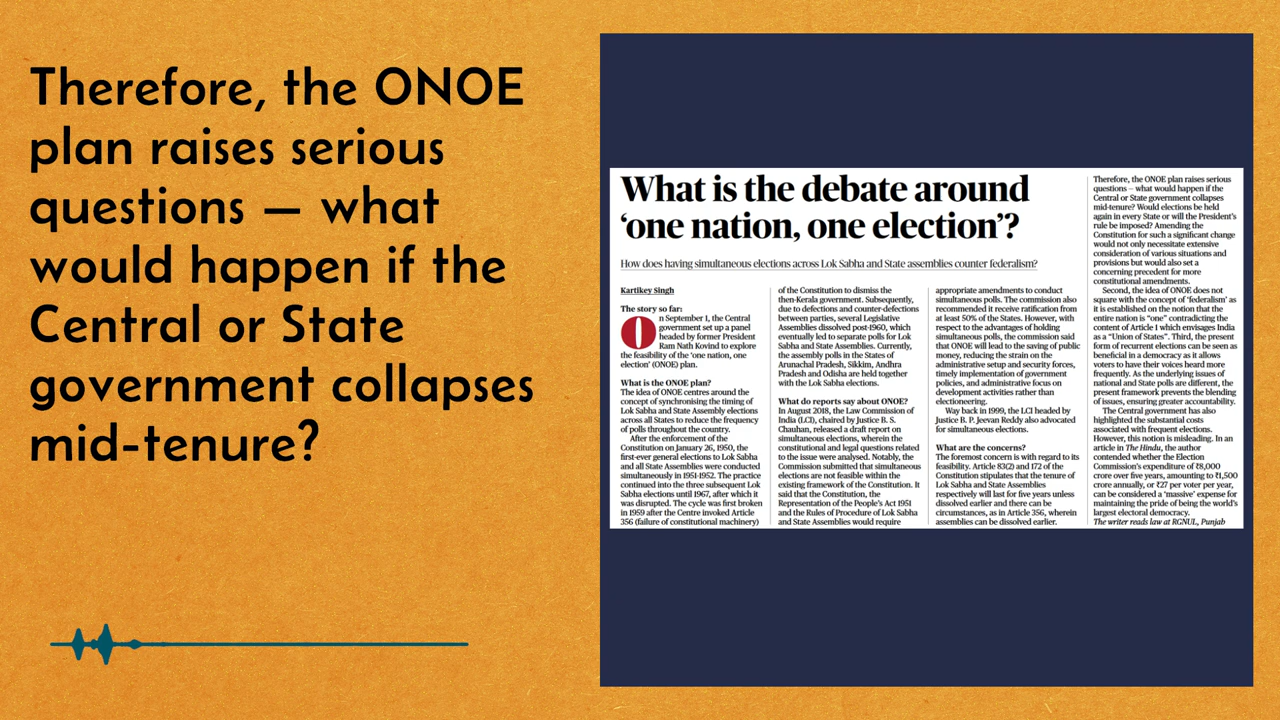 Therefore, the ONOE
plan raises serious
questions — what
would happen if the
Central or State
government collapses
mid-tenure?
What is the debate around
‘one nation, one election’?
How does having simultaneous elections across Lok Sabha and State assemblies counter federalism?
Kartikey Singh
The story so far:
On September 1, the Central
government set up a panel
headed by former President
Ram Nath Kovind to explore
the feasibility of the ‘one nation, one
election’ (ONOE) plan.
What is the ONOE plan?
The idea of ONOE centres around the
concept of synchronising the timing of
Lok Sabha and State Assembly elections
across all States to reduce the frequency
of polls throughout the country.
After the enforcement of the
Constitution on January 26, 1950, the
first-ever general elections to Lok Sabha
and all State Assemblies were conducted
simultaneously in 1951-1952. The practice
continued into the three subsequent Lok
Sabha elections until 1967, after which it
was disrupted. The cycle was first broken
in 1959 after the Centre invoked Article
356 (failure of constitutional machinery)
of the Constitution to dismiss the
then-Kerala government. Subsequently,
due to defections and counter-defections
between parties, several Legislative
Assemblies dissolved post-1960, which
eventually led to separate polls for Lok
Sabha and State Assemblies. Currently,
the assembly polls in the States of
Arunachal Pradesh, Sikkim, Andhra
Pradesh and Odisha are held together
with the Lok Sabha elections.
What do reports say about ONOE?
In August 2018, the Law Commission of
India (LCI), chaired by Justice B. S.
Chauhan, released a draft report on
simultaneous elections, wherein the
constitutional and legal questions related
to the issue were analysed. Notably, the
Commission submitted that simultaneous
elections are not feasible within the
existing framework of the Constitution. It
said that the Constitution, the
Representation of the People’s Act 1951
and the Rules of Procedure of Lok Sabha
and State Assemblies would require
appropriate amendments to conduct
simultaneous polls. The commission also
recommended it receive ratification from
at least 50% of the States. However, with
respect to the advantages of holding
simultaneous polls, the commission said
that ONOE will lead to the saving of public
money, reducing the strain on the
administrative setup and security forces,
timely implementation of government
policies, and administrative focus on
development activities rather than
electioneering.
Way back in 1999, the LCI headed by
Justice B. P. Jeevan Reddy also advocated
for simultaneous elections.
What are the concerns?
The foremost concern is with regard to its
feasibility. Article 83(2) and 172 of the
Constitution stipulates that the tenure of
Lok Sabha and State Assemblies
respectively will last for five years unless
dissolved earlier and there can be
circumstances, as in Article 356, wherein
assemblies can be dissolved earlier.
Therefore, the ONOE plan raises serious
questions — what would happen if the
Central or State government collapses
mid-tenure? Would elections be held
again in every State or will the President’s
rule be imposed? Amending the
Constitution for such a significant change
would not only necessitate extensive
consideration of various situations and
provisions but would also set a
concerning precedent for more
constitutional amendments.
Second, the idea of ONOE does not
square with the concept of ‘federalism’ as
it is established on the notion that the
entire nation is “one” contradicting the
content of Article 1 which envisages India
as a “Union of States”. Third, the present
form of recurrent elections can be seen as
beneficial in a democracy as it allows
voters to have their voices heard more
frequently. As the underlying issues of
national and State polls are different, the
present framework prevents the blending
of issues, ensuring greater accountability.
The Central government has also
highlighted the substantial costs
associated with frequent elections.
However, this notion is misleading. In an
article in The Hindu, the author
contended whether the Election
Commission’s expenditure of ₹8,000
crore over five years, amounting to ₹1,500
crore annually, or ₹27 per voter per year,
can be considered a ‘massive’ expense for
maintaining the pride of being the world’s
largest electoral democracy.
The writer reads law at RGNUL, Punjab